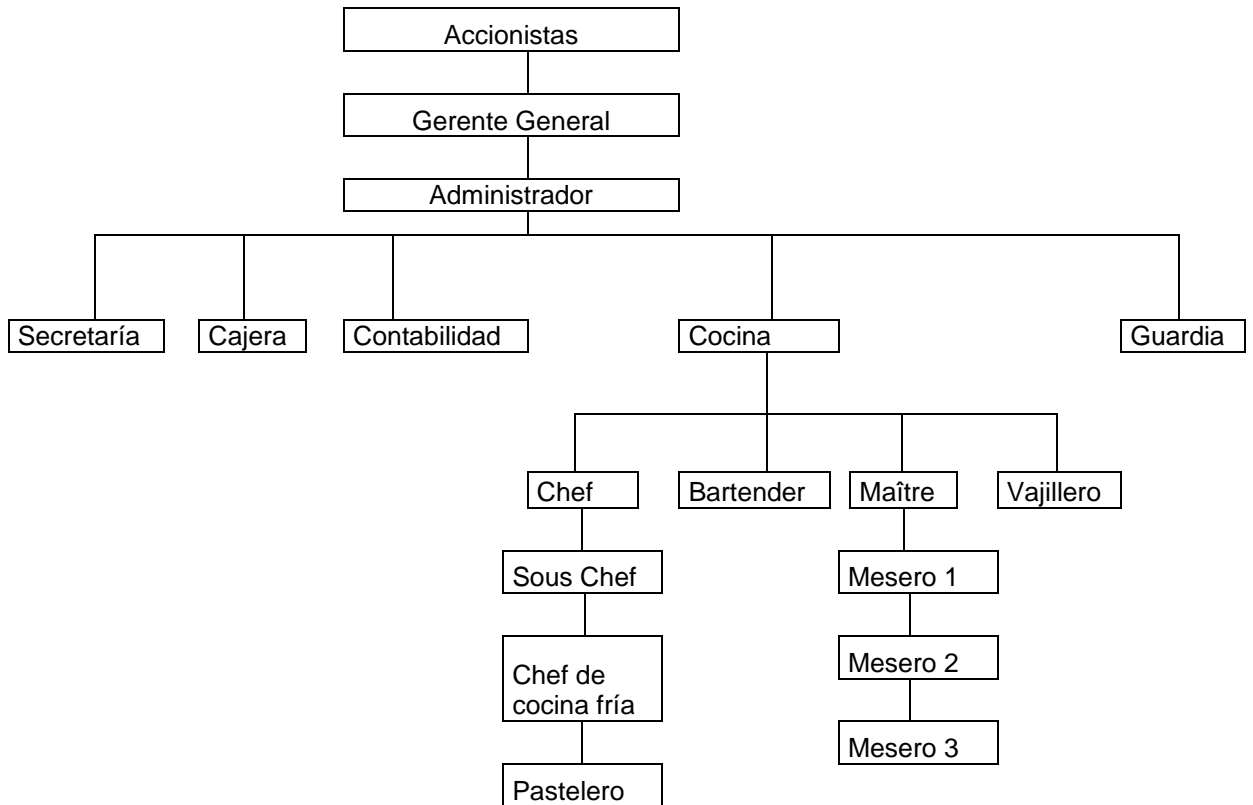 Accionistas
Gerente General
Administrador
Secretaría
Cajera
Contabilidad
Cocina
Guardia
Chef
Bartender
Maître
Vajillero
Sous Chef
Mesero 1
Chef de
cocina fría
Mesero 2
Mesero 3
Pastelero